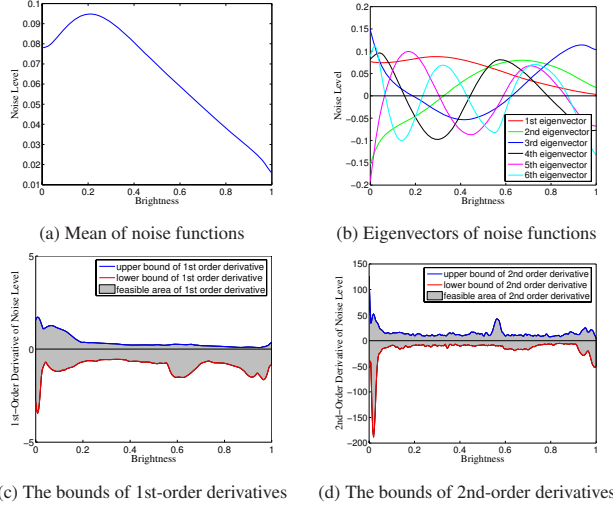 0.1
0.09
0.08
0.07
0.06
0.05
0.04
0.03
0.02
0.01
Noise Level
0 0.2 0.4 0.6 0.8 1
Brightness
(a) Mean of noise functions
0.2
0.15
0.1
0.05
0
−0.05
−0.1
−0.15
−0.2
Noise Level
1st eigenvector
2nd eigenvector
3rd eigenvector
4th eigenvector
5th eigenvector
6th eigenvector
0 0.2 0.4 0.6 0.8 1
Brightness
(b) Eigenvectors of noise functions
5
0
−5
1st−Order Derivative of Noise Level
upper bound of 1st order derivative
lower bound of 1st order derivative
feasible area of 1st order derivative
0 0.2 0.4 0.6 0.8 1
Brightness
(c) The bounds of 1st-order derivatives
150
100
50
0
−50
−100
−150
−200
2nd−Order Derivative of Noise Level
upper bound of 2nd order derivative
lower bound of 2nd order derivative
feasible area of 2nd order derivative
0 0.2 0.4 0.6 0.8 1
Brightness
(d) The bounds of 2nd-order derivatives